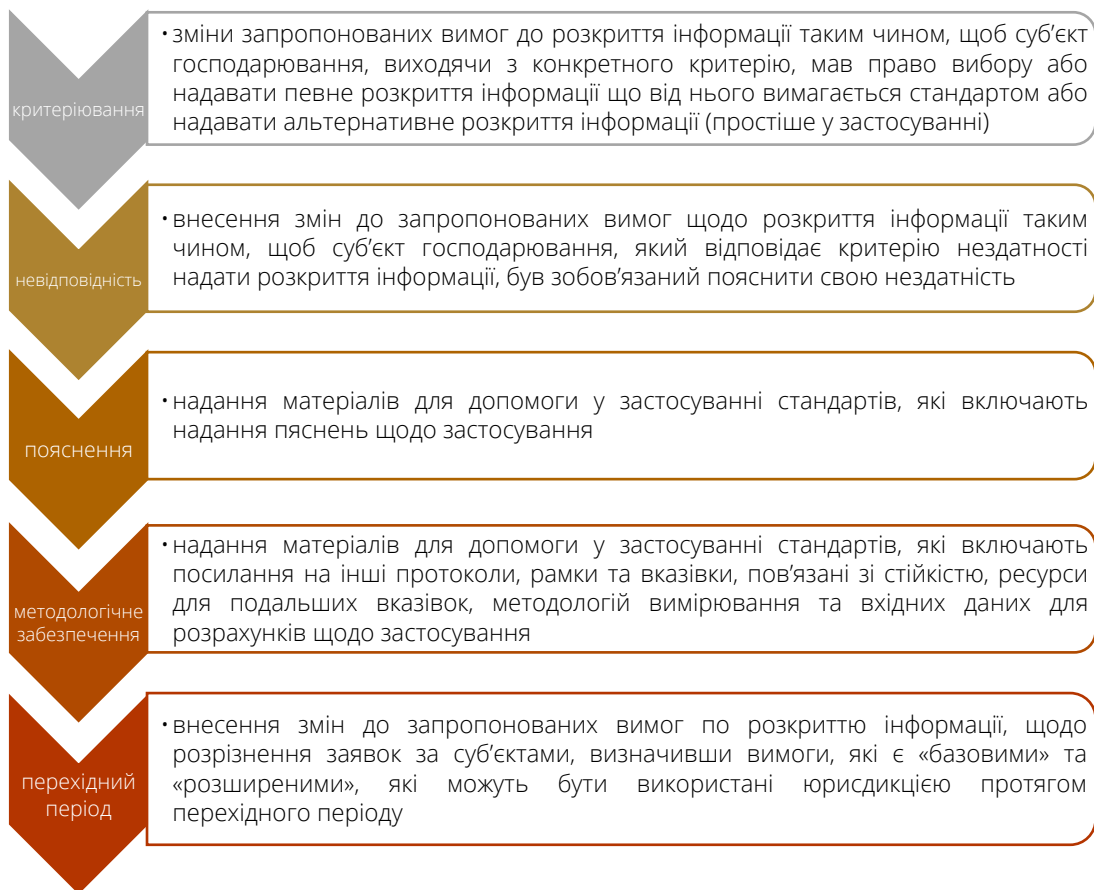 критеріювання
· зміни запропонованих вимог до розкриття інформації таким чином, щоб суб'єкт
господарювання, виходячи з конкретного критерію, мав право вибору або
надавати певне розкриття інформації що від нього вимагається стандартом або
надавати альтернативне розкриття інформації (простіше у застосуванні)
невідповідність
· внесення змін до запропонованих вимог щодо розкриття інформації таким
чином, щоб суб'єкт господарювання, який відповідає критерію нездатності
надати розкриття інформації, був зобов'язаний пояснити свою нездатність
пояснення
· надання матеріалів для допомоги у застосуванні стандартів, які включають
надання пяснень щодо застосування
методологічне
забезпечення
· надання матеріалів для допомоги у застосуванні стандартів, які включають
посилання на інші протоколи, рамки та вказівки, пов'язані зі стійкістю, ресурси
для подальших вказівок, методологій вимірювання та вхідних даних для
розрахунків щодо застосування
перехідний
період
· внесення змін до запропонованих вимог по розкриттю інформації, щодо
розрізнення заявок за суб'єктами, визначивши вимоги, які є «базовими» та
«розширеними», які можуть бути використані юрисдикцією протягом
перехідного періоду